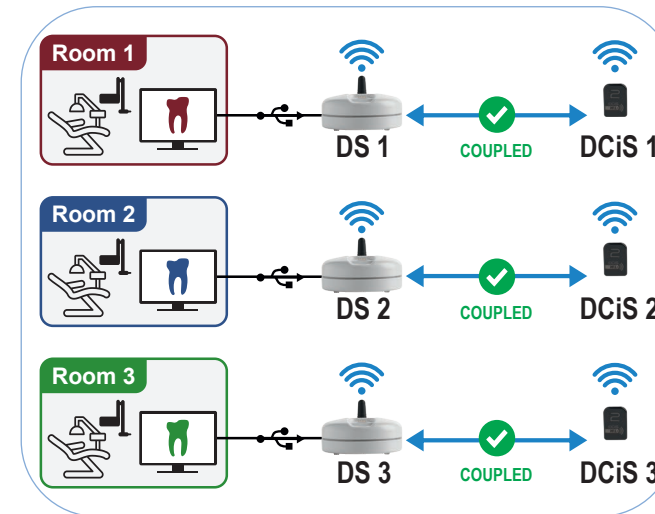 Room 1
DS 1
COUPLED
DCiS 1
Room 2
DS 2
COUPLED
DCiS 2
Room 3
DS 3
COUPLED
DCiS 3